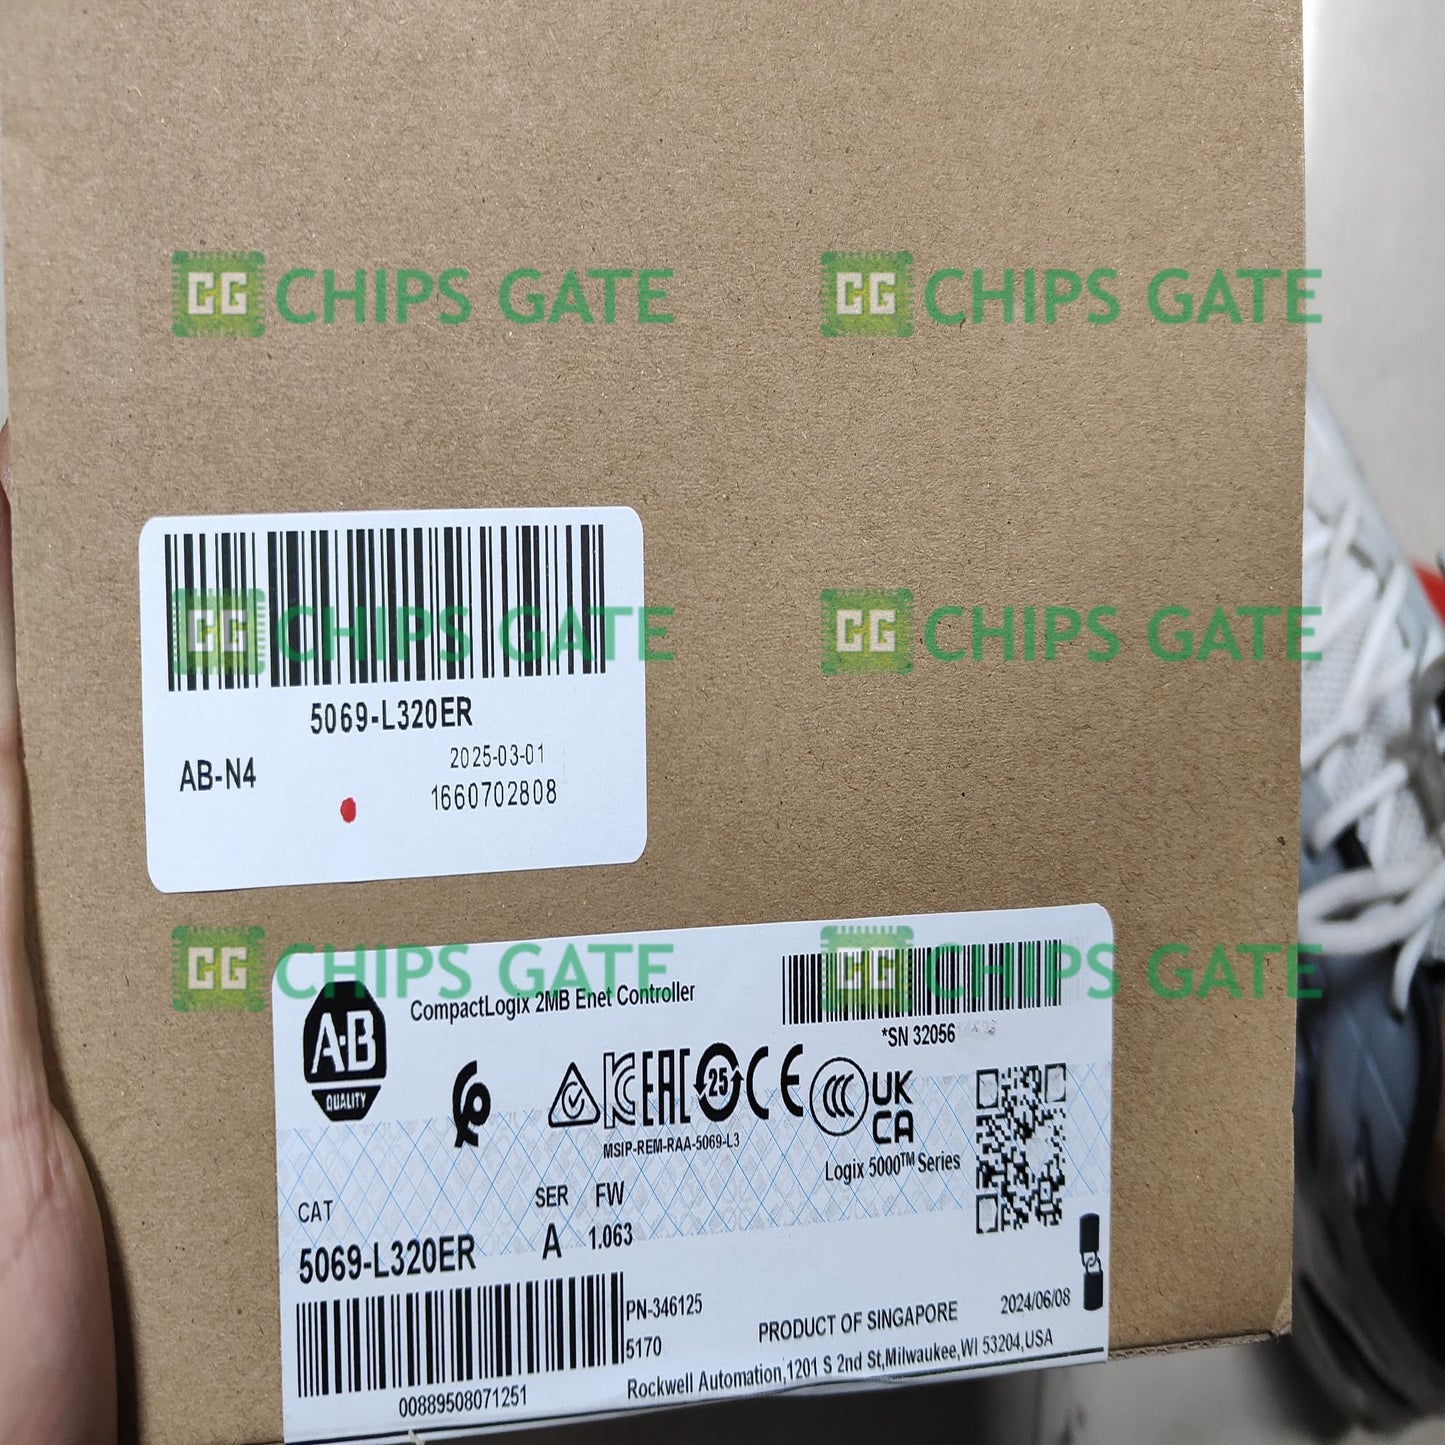 CG CHIPS GATE
CG CHIPS GATE
CG CHIPS GATE
CG CHIPS GATE
5069-L320ER
AB-N4
2025-03-01
1660702808
CG CHIPS GATE
CG CHIPS GATE
A-B
QUALITY
CompactLogix 2MB Enet Controller
*SN 32056
25
UK
CA
MSIP-REM-RAA-5069-L3
Logix 5000™ Series
CAT
SER
FW
5069-L320ER
A
1.063
PN-346125
5170
PRODUCT OF SINGAPORE
2024/06/08
00889508071251
Rockwell Automation,1201 S 2nd St,Milwaukee,WI 53204,USA